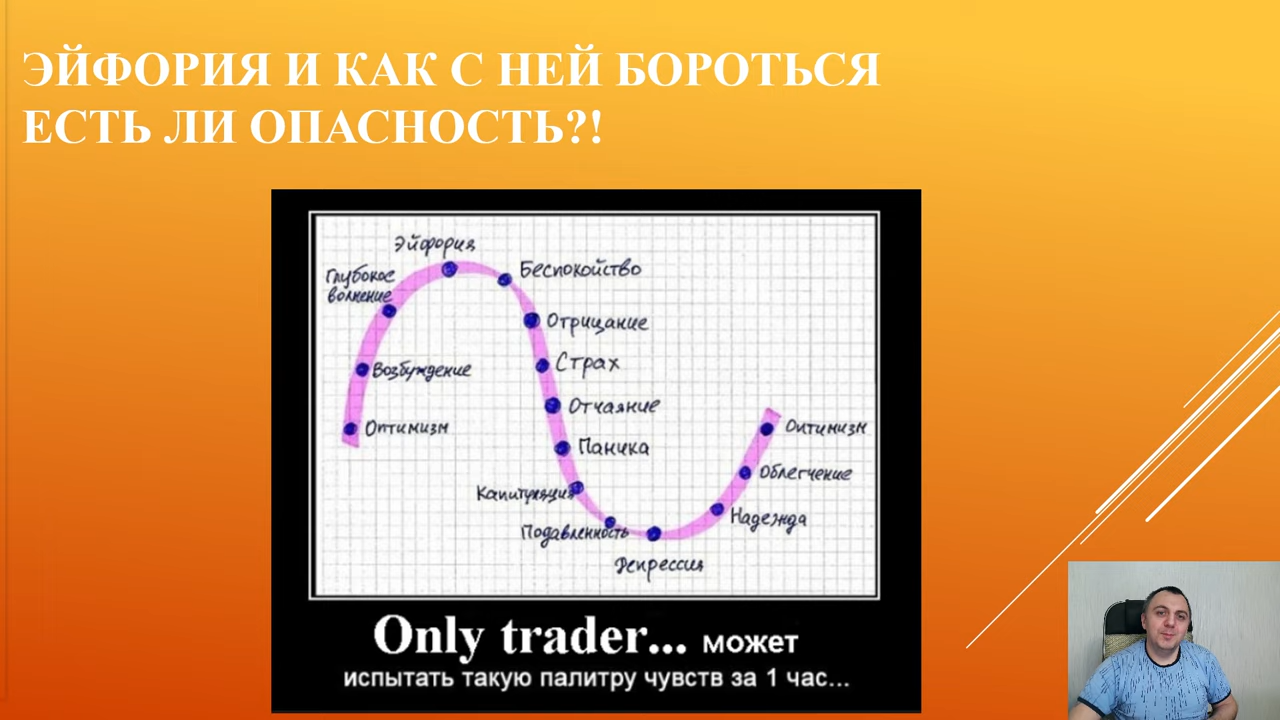 ЭЙФОРИЯ И КАК С НЕЙ БОРОТЬСЯ
ЕСТЬ ЛИ ОПАСНОСТЬ?!
Эйфория
Глубокое
волнение
Беспокойство
Отрицание
Возбуждение
Страх
Отчаяние
Оптимизм
Оптимизм
Паника
Облегчение
Капитуляция
Надежда
Подавленность
Депрессия
Only trader... может
испытать такую палитру чувств за 1 час...